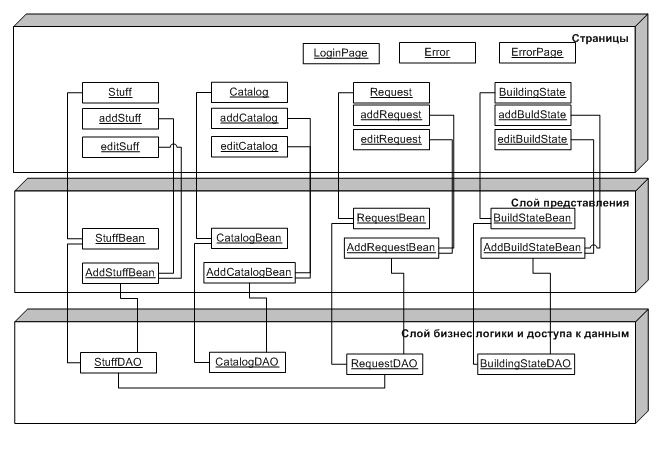 Страницы
LoginPage Error ErrorPage
Stuff Catalog Request BuildingState
addStuff addCatalog addRequest addBuldState
editSuff editCatalog editRequest editBuildState
Слой представления
StuffBean CatalogBean RequestBean BuildStateBean
AddStuffBean AddCatalogBean AddRequestBean AddBuildStateBean
Слой бизнес логики и доступа к данным
StuffDAO CatalogDAO RequestDAO BuildingStateDAO